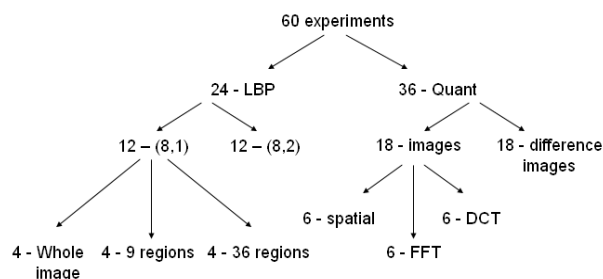 60 experiments
24 - LBP
36 - Quant
12 – (8,1)
12 – (8,2)
18 - images
18 - difference
images
6 - spatial
6 - DCT
4 - Whole
image
4 - 9 regions
4 - 36 regions
6 - FFT